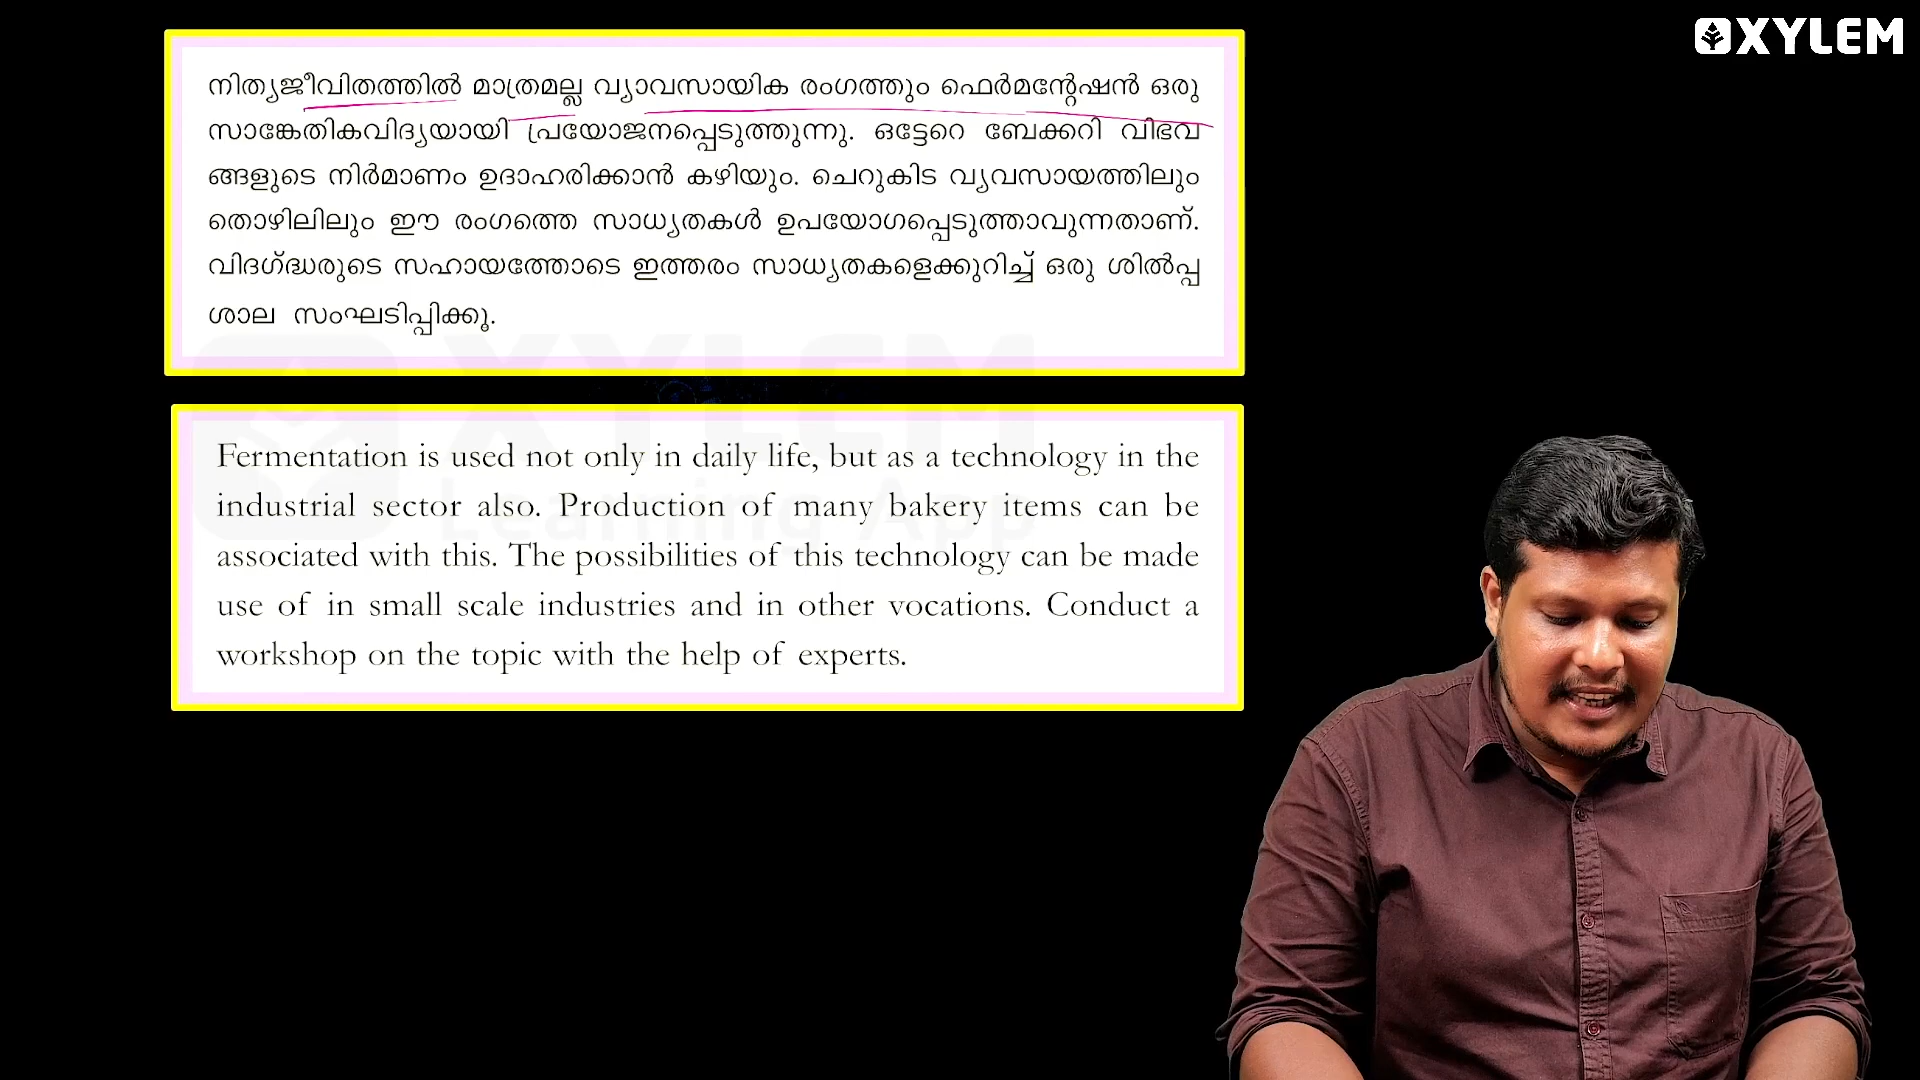 XYLEM
നിത്യജീവിതത്തിൽ മാത്രമല്ല വ്യാവസായിക രംഗത്തും ഫെർമന്റേഷൻ ഒരു
സാങ്കേതികവിദ്യയായി പ്രയോജനപ്പെടുത്തുന്നു. ഒട്ടേറെ ബേക്കറി വിഭവ
ങ്ങളുടെ നിർമാണം ഉദാഹരിക്കാൻ കഴിയും. ചെറുകിട വ്യവസായത്തിലും
തൊഴിലിലും ഈ രംഗത്തെ സാധ്യതകൾ ഉപയോഗപ്പെടുത്താവുന്നതാണ്.
വിദഗ്ദ്ധരുടെ സഹായത്തോടെ ഇത്തരം സാധ്യതകളെക്കുറിച്ച് ഒരു ശിൽപ്പ
ശാല സംഘടിപ്പിക്കൂ.
XYLEM
Learning App
Fermentation is used not only in daily life, but as a technology in the
industrial sector also. Production of many bakery items can be
associated with this. The possibilities of this technology can be made
use of in small scale industries and in other vocations. Conduct a
workshop on the topic with the help of experts.